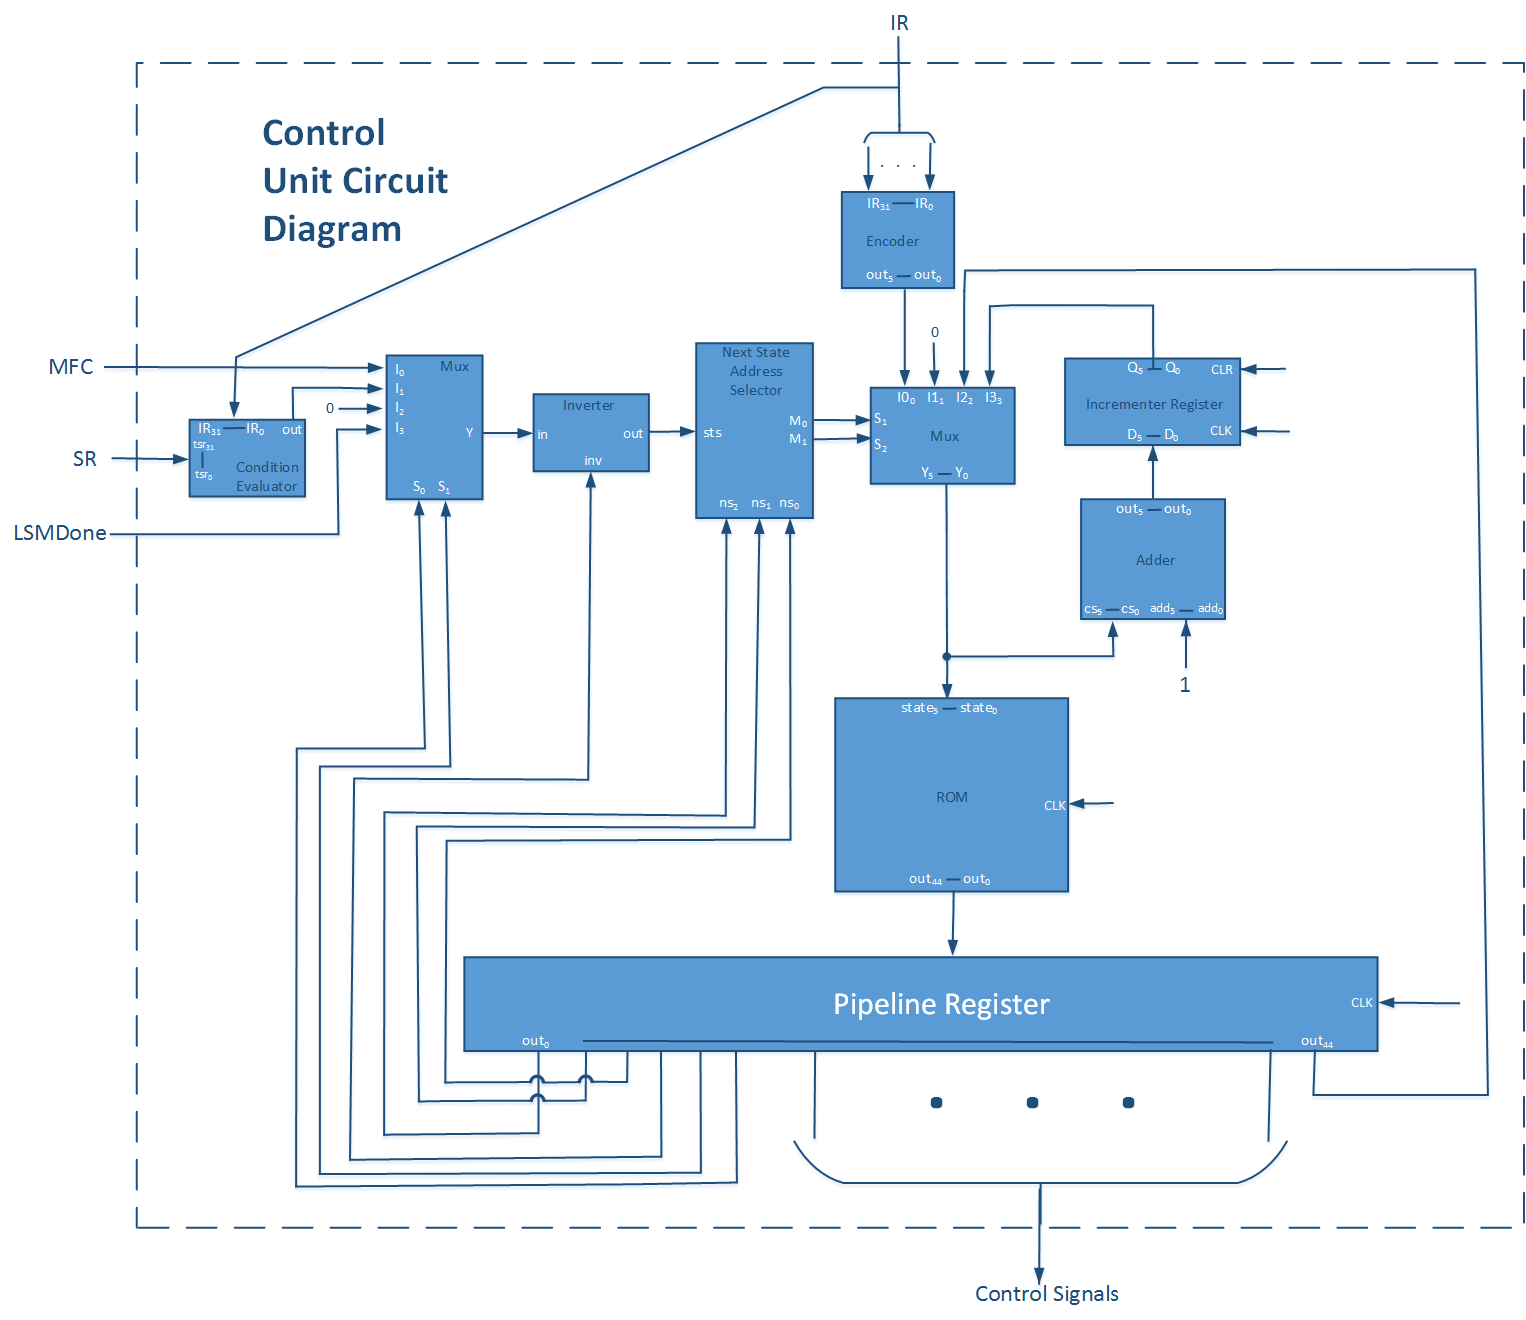 IR
Control
Unit Circuit
Diagram
. . .
IR31 IR0
Encoder
out5 out0
0
MFC
I0 Mux
I1
0 I2
I3
Y
S0 S1
IR31 IR0 out
tsr31
tsr0
Condition
Evaluator
SR
LSMDone
Inverter
in out
inv
Next State
Address
Selector
sts
M0
M1
ns2 ns1 ns0
I00 I11 I22 I33
S1
Mux
S2
Y5 Y0
Q5 Q0 CLR
Incrementer Register
D5 D0 CLK
out5 out0
Adder
cs5 cs0 add5 add0
1
state5 state0
ROM
CLK
out44 out0
Pipeline Register
CLK
out0 out44
Control Signals